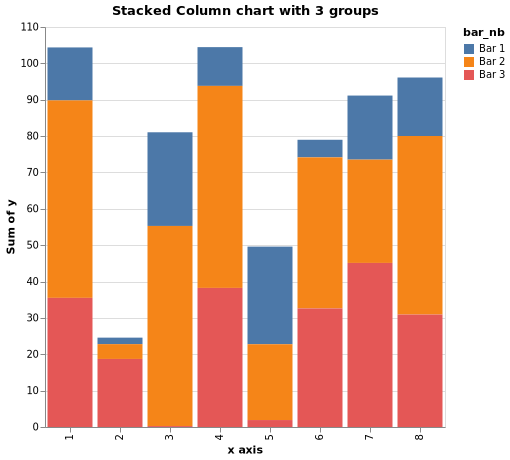 Stacked Column chart with 3 groups
bar_nb
Bar 1
Bar 2
Bar 3
Sum of y
110
100
90
80
70
60
50
40
30
20
10
0
1 2 3 4 5 6 7 8
x axis